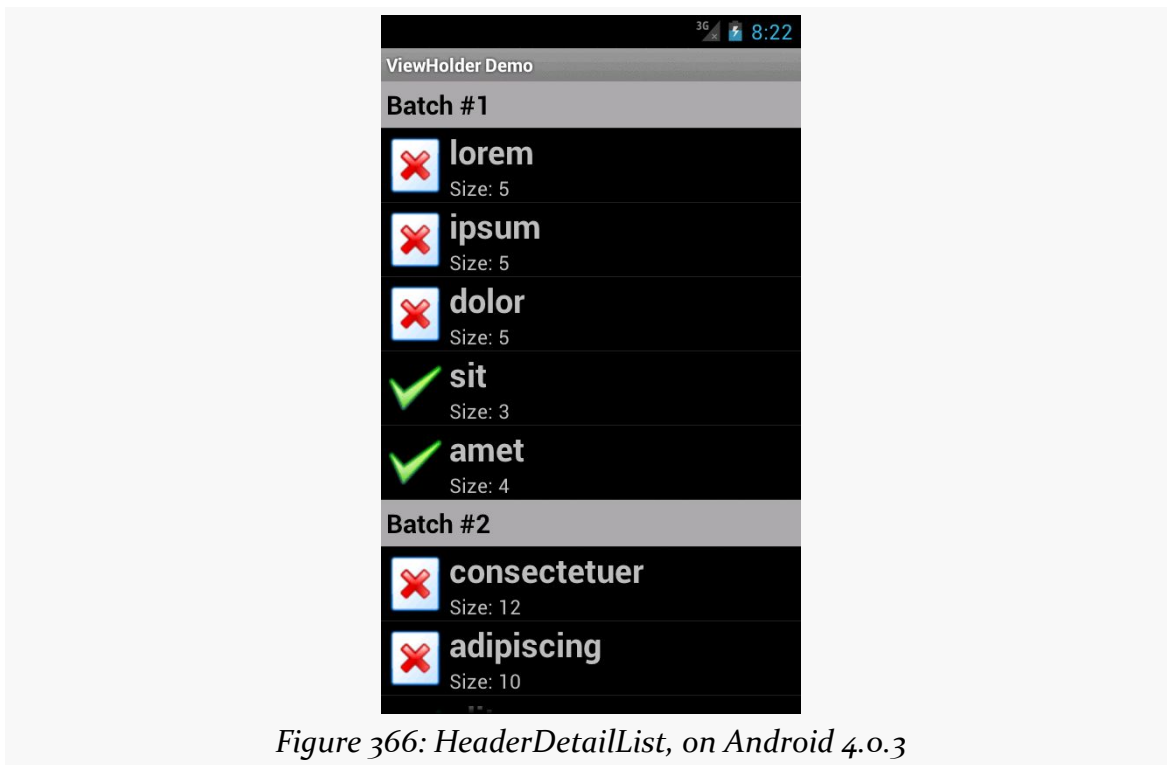 3G 8:22
ViewHolder Demo
Batch #1
lorem
Size: 5
ipsum
Size: 5
dolor
Size: 5
sit
Size: 3
amet
Size: 4
Batch #2
consectetuer
Size: 12
adipiscing
Size: 10
Figure 366: HeaderDetailList, on Android 4.0.3